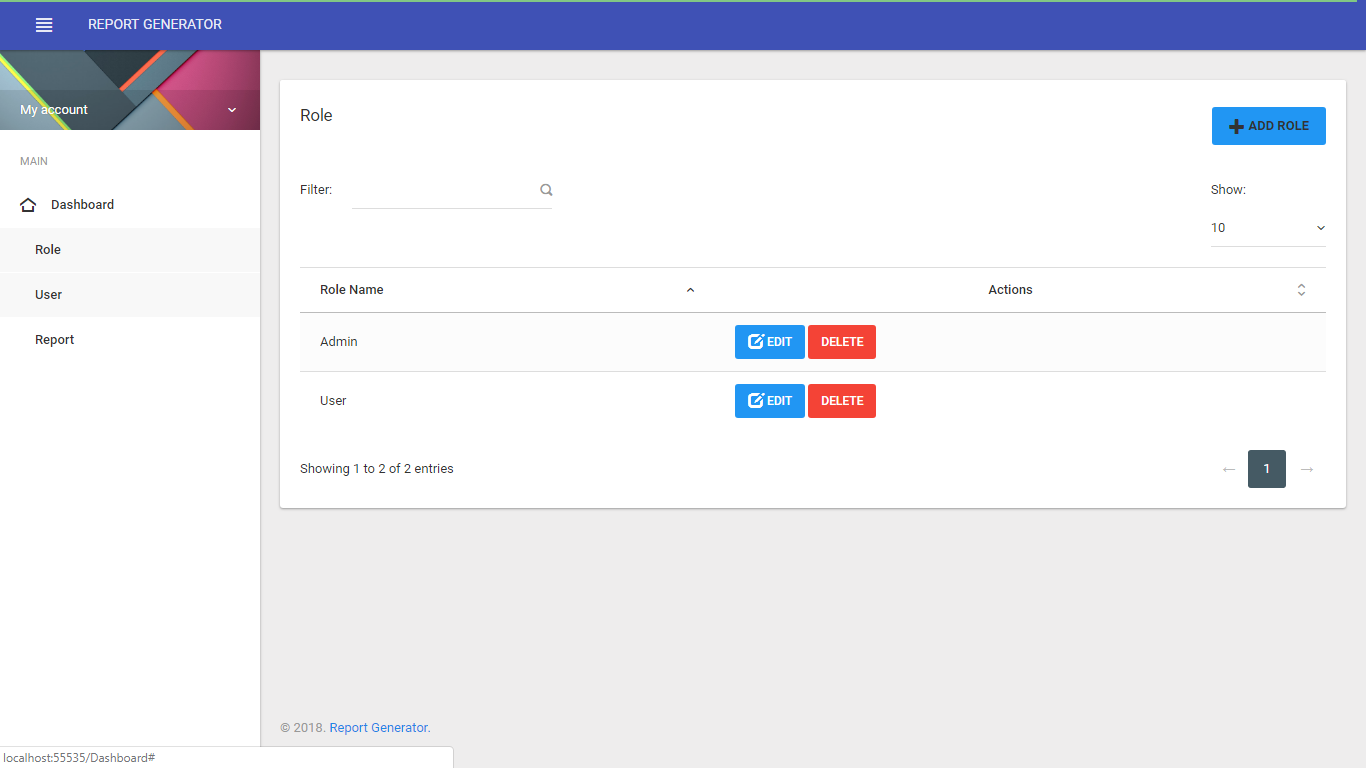 REPORT GENERATOR
My account
MAIN
Dashboard
Role
User
Report
Role
ADD ROLE
Filter:
Show:
10
Role Name Actions
Admin EDIT DELETE
User EDIT DELETE
Showing 1 to 2 of 2 entries
← 1 →
© 2018. Report Generator.
localhost:55535/Dashboard#